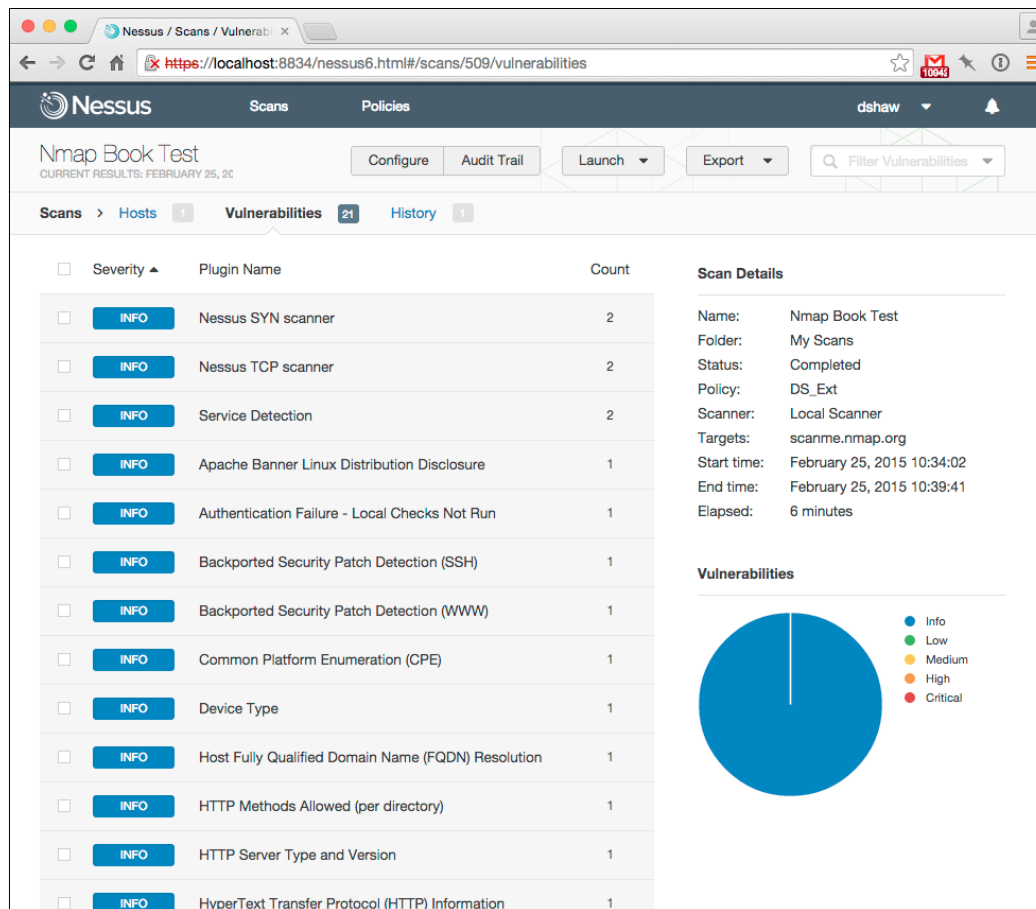 Nessus / Scans / Vulnerabi
https://localhost:8834/nessus6.html#/scans/509/vulnerabilities
Nessus Scans Policies dshaw
Nmap Book Test Configure Audit Trail Launch Export Filter Vulnerabilities
CURRENT RESULTS: FEBRUARY 25, 20
Scans > Hosts 1 Vulnerabilities 21 History 1
Severity Plugin Name Count
INFO Nessus SYN scanner 2
INFO Nessus TCP scanner 2
INFO Service Detection 2
INFO Apache Banner Linux Distribution Disclosure 1
INFO Authentication Failure - Local Checks Not Run 1
INFO Backported Security Patch Detection (SSH) 1
INFO Backported Security Patch Detection (WWW) 1
INFO Common Platform Enumeration (CPE) 1
INFO Device Type 1
INFO Host Fully Qualified Domain Name (FQDN) Resolution 1
INFO HTTP Methods Allowed (per directory) 1
INFO HTTP Server Type and Version 1
INFO HyperText Transfer Protocol (HTTP) Information 1
Scan Details
Name: Nmap Book Test
Folder: My Scans
Status: Completed
Policy: DS_Ext
Scanner: Local Scanner
Targets: scanme.nmap.org
Start time: February 25, 2015 10:34:02
End time: February 25, 2015 10:39:41
Elapsed: 6 minutes
Vulnerabilities
Info
Low
Medium
High
Critical